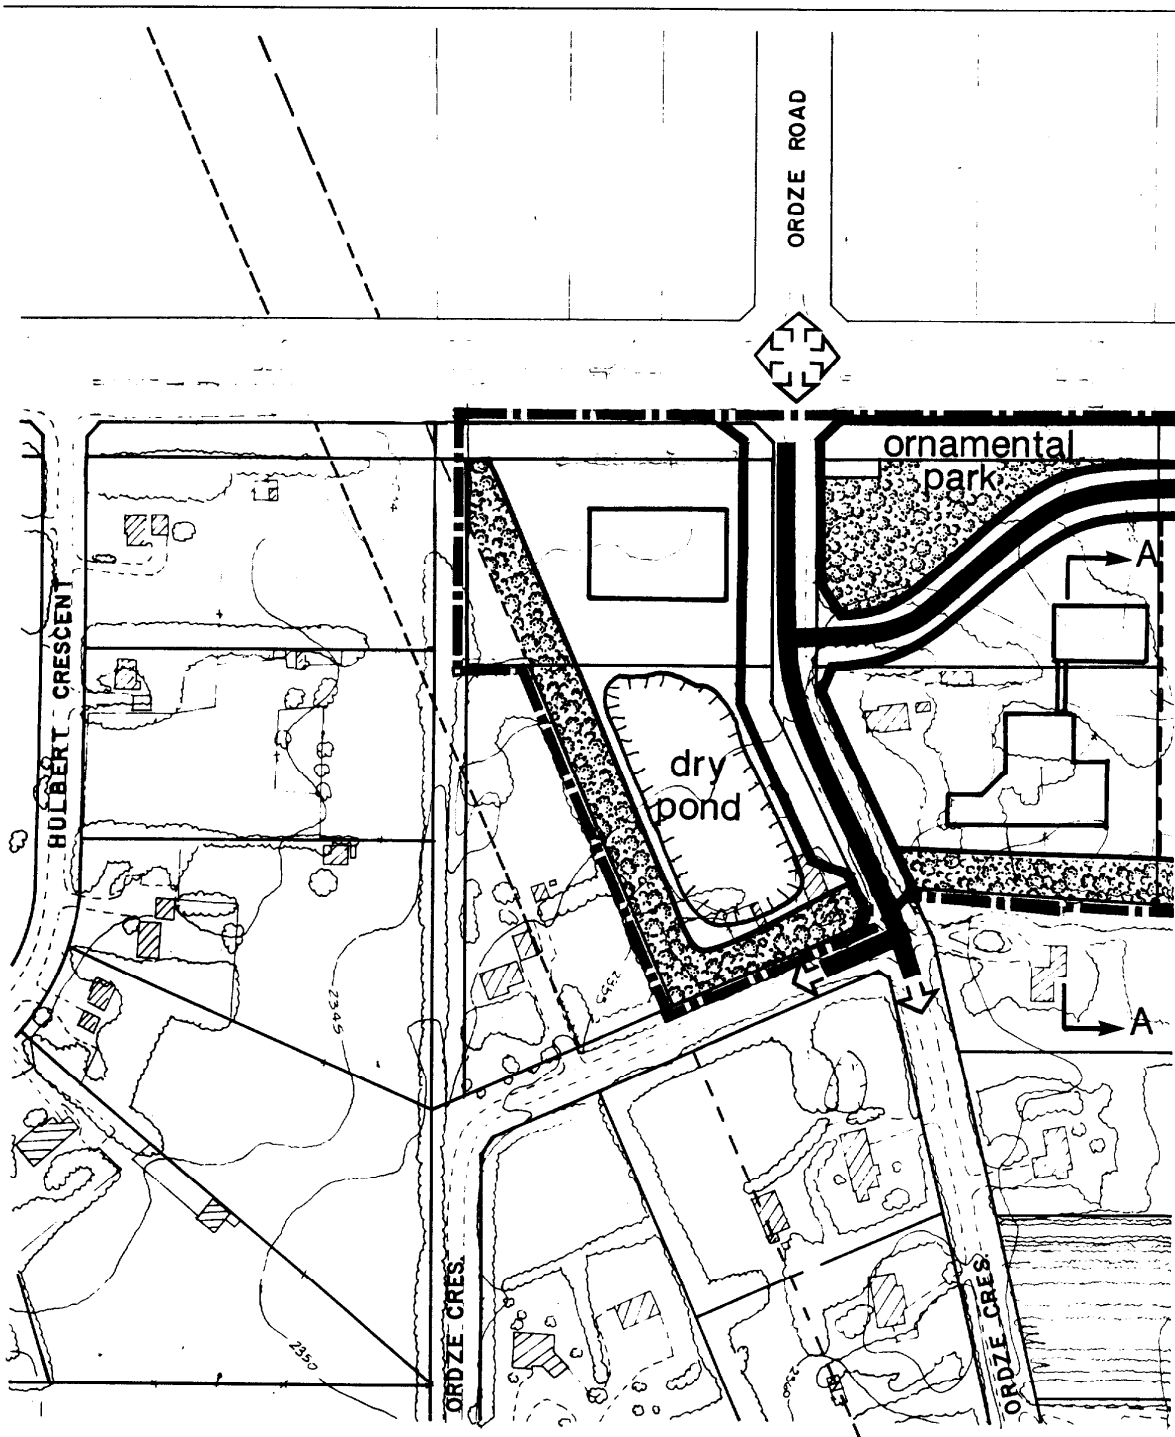 ORDZE ROAD
ornamental
park
A
HULBERT CRESCENT
dry
pond
2345
A
ORDZE CRES.
ORDZE CRES.
2350